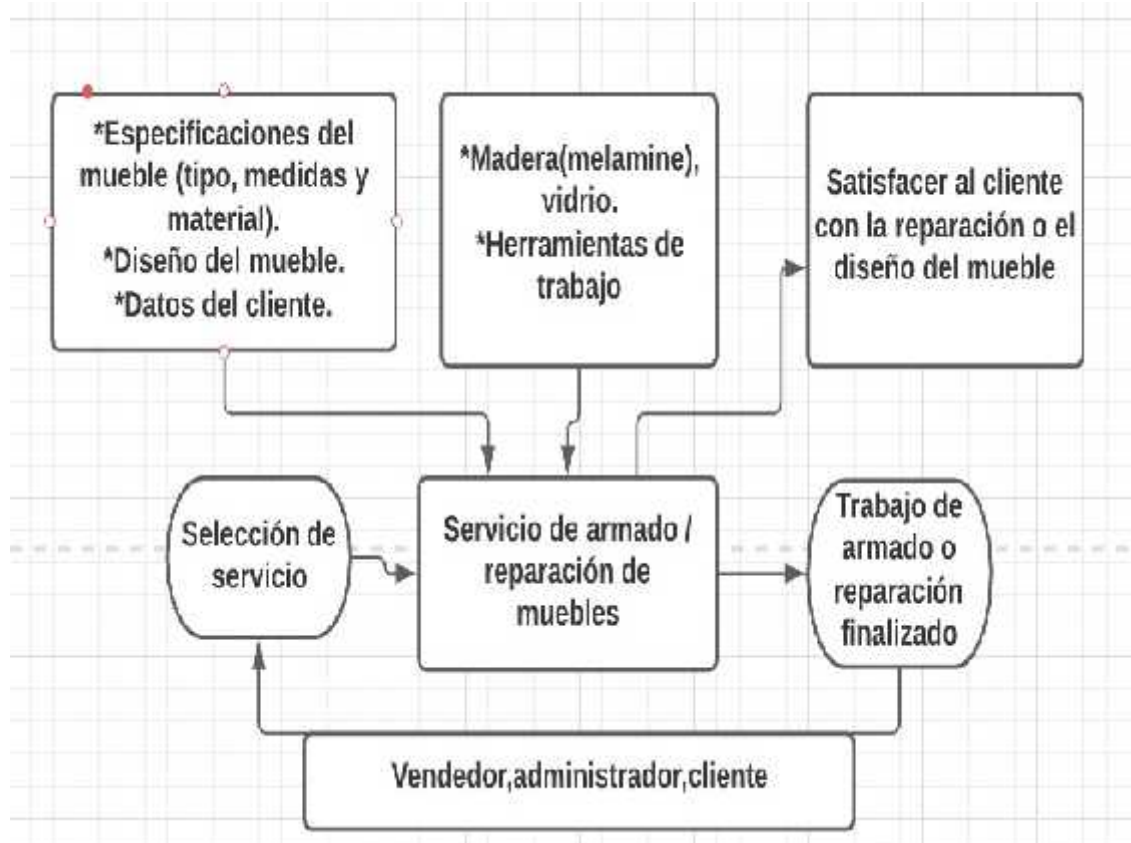 *Especificaciones del
mueble (tipo, medidas y
material).
*Diseño del mueble.
*Datos del cliente.
*Madera(melamine),
vidrio.
*Herramientas de
trabajo
Satisfacer al cliente
con la reparación o el
diseño del mueble
Selección de
servicio
Servicio de armado /
reparación de
muebles
Trabajo de
armado o
reparación
finalizado
Vendedor,administrador,cliente